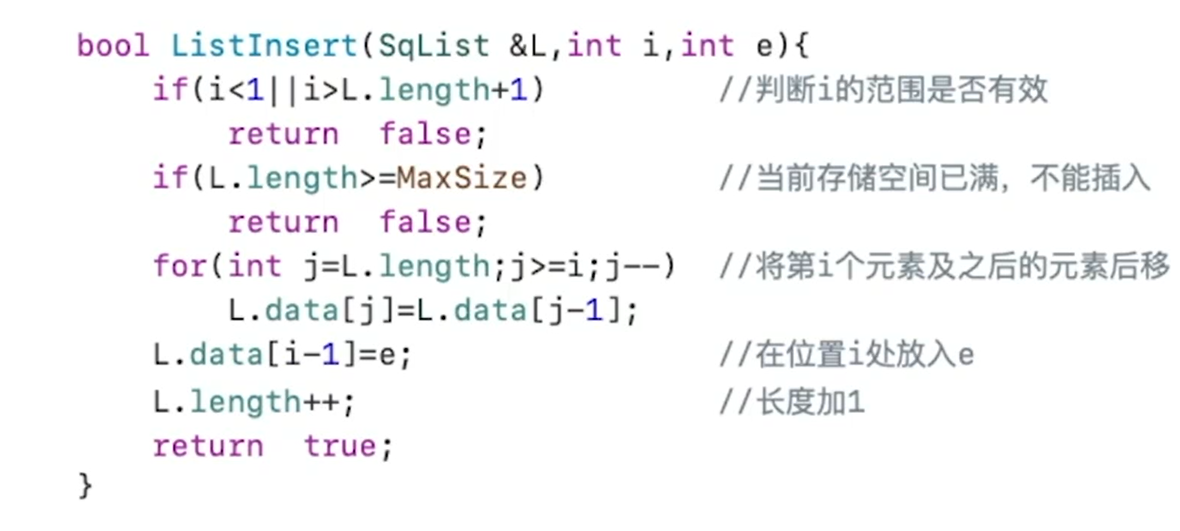 bool ListInsert(SqList &L,int i,int e){
if(i<1||i>L.length+1) //判断i的范围是否有效
return false;
if(L.length>=MaxSize) //当前存储空间已满，不能插入
return false;
for(int j=L.length;j>=i;j--) //将第i个元素及之后的元素后移
L.data[j]=L.data[j-1];
L.data[i-1]=e; //在位置i处放入e
L.length++; //长度加1
return true;
}